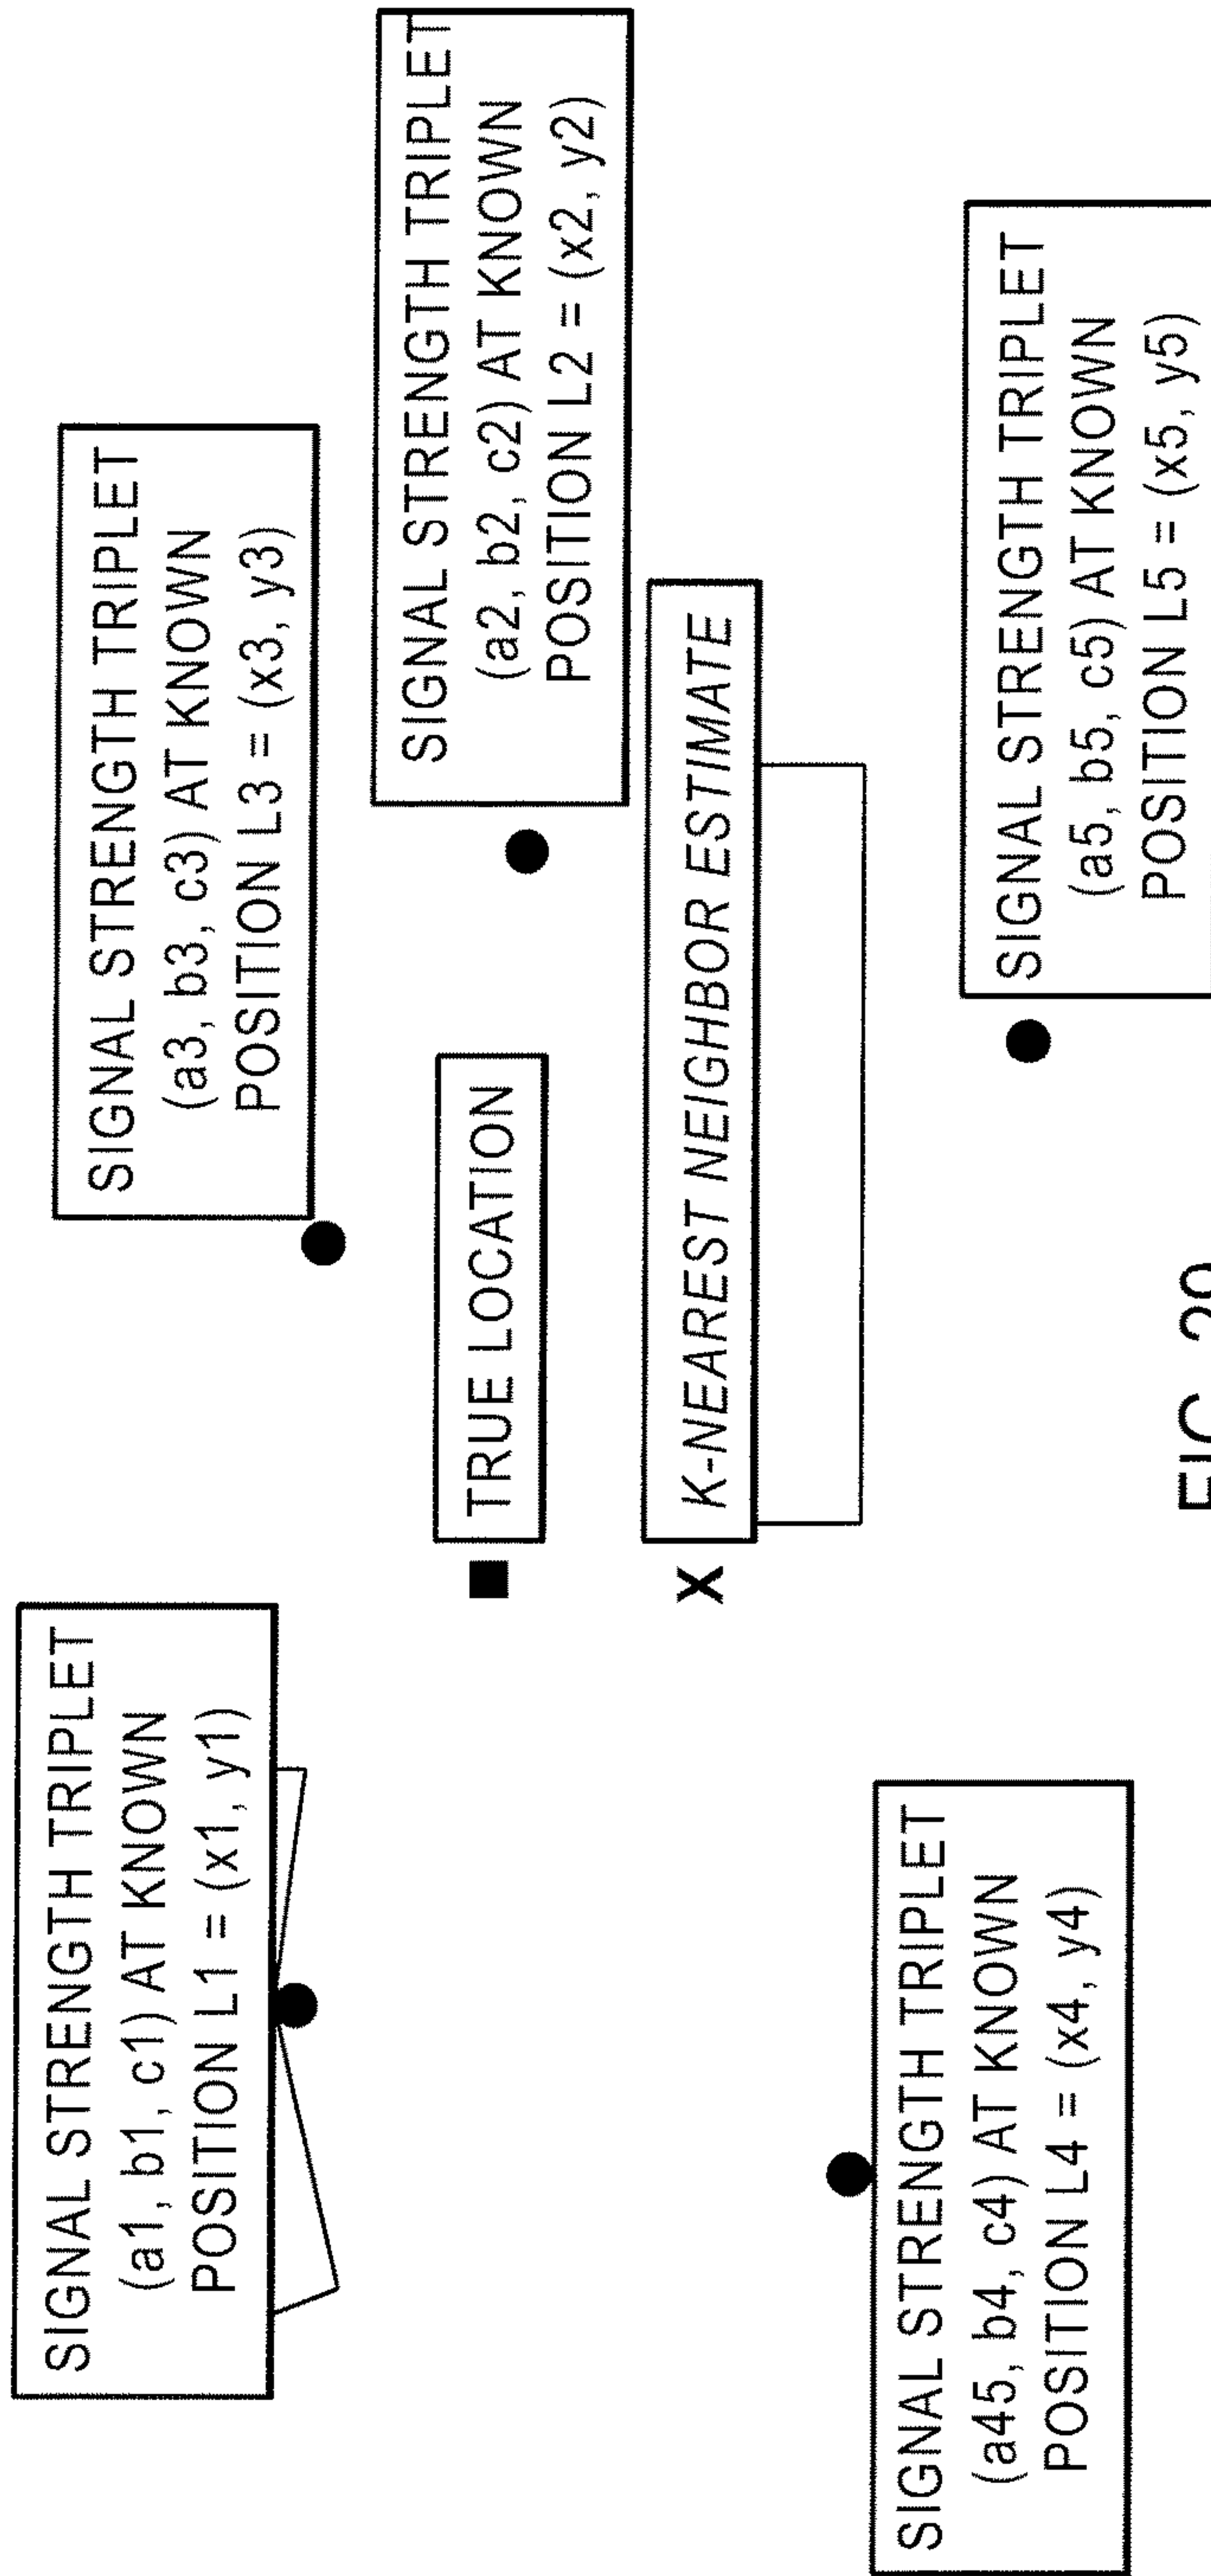 SIGNAL STRENGTH TRIPLET
(a1, b1, c1) AT KNOWN
POSITION L1 = (x1, y1)
SIGNAL STRENGTH TRIPLET
(a3, b3, c3) AT KNOWN
POSITION L3 = (x3, y3)
SIGNAL STRENGTH TRIPLET
(a2, b2, c2) AT KNOWN
POSITION L2 = (x2, y2)
TRUE LOCATION
X K-NEAREST NEIGHBOR ESTIMATE
SIGNAL STRENGTH TRIPLET
(a45, b4, c4) AT KNOWN
POSITION L4 = (x4, y4)
SIGNAL STRENGTH TRIPLET
(a5, b5, c5) AT KNOWN
POSITION L5 = (x5, y5)
FIG